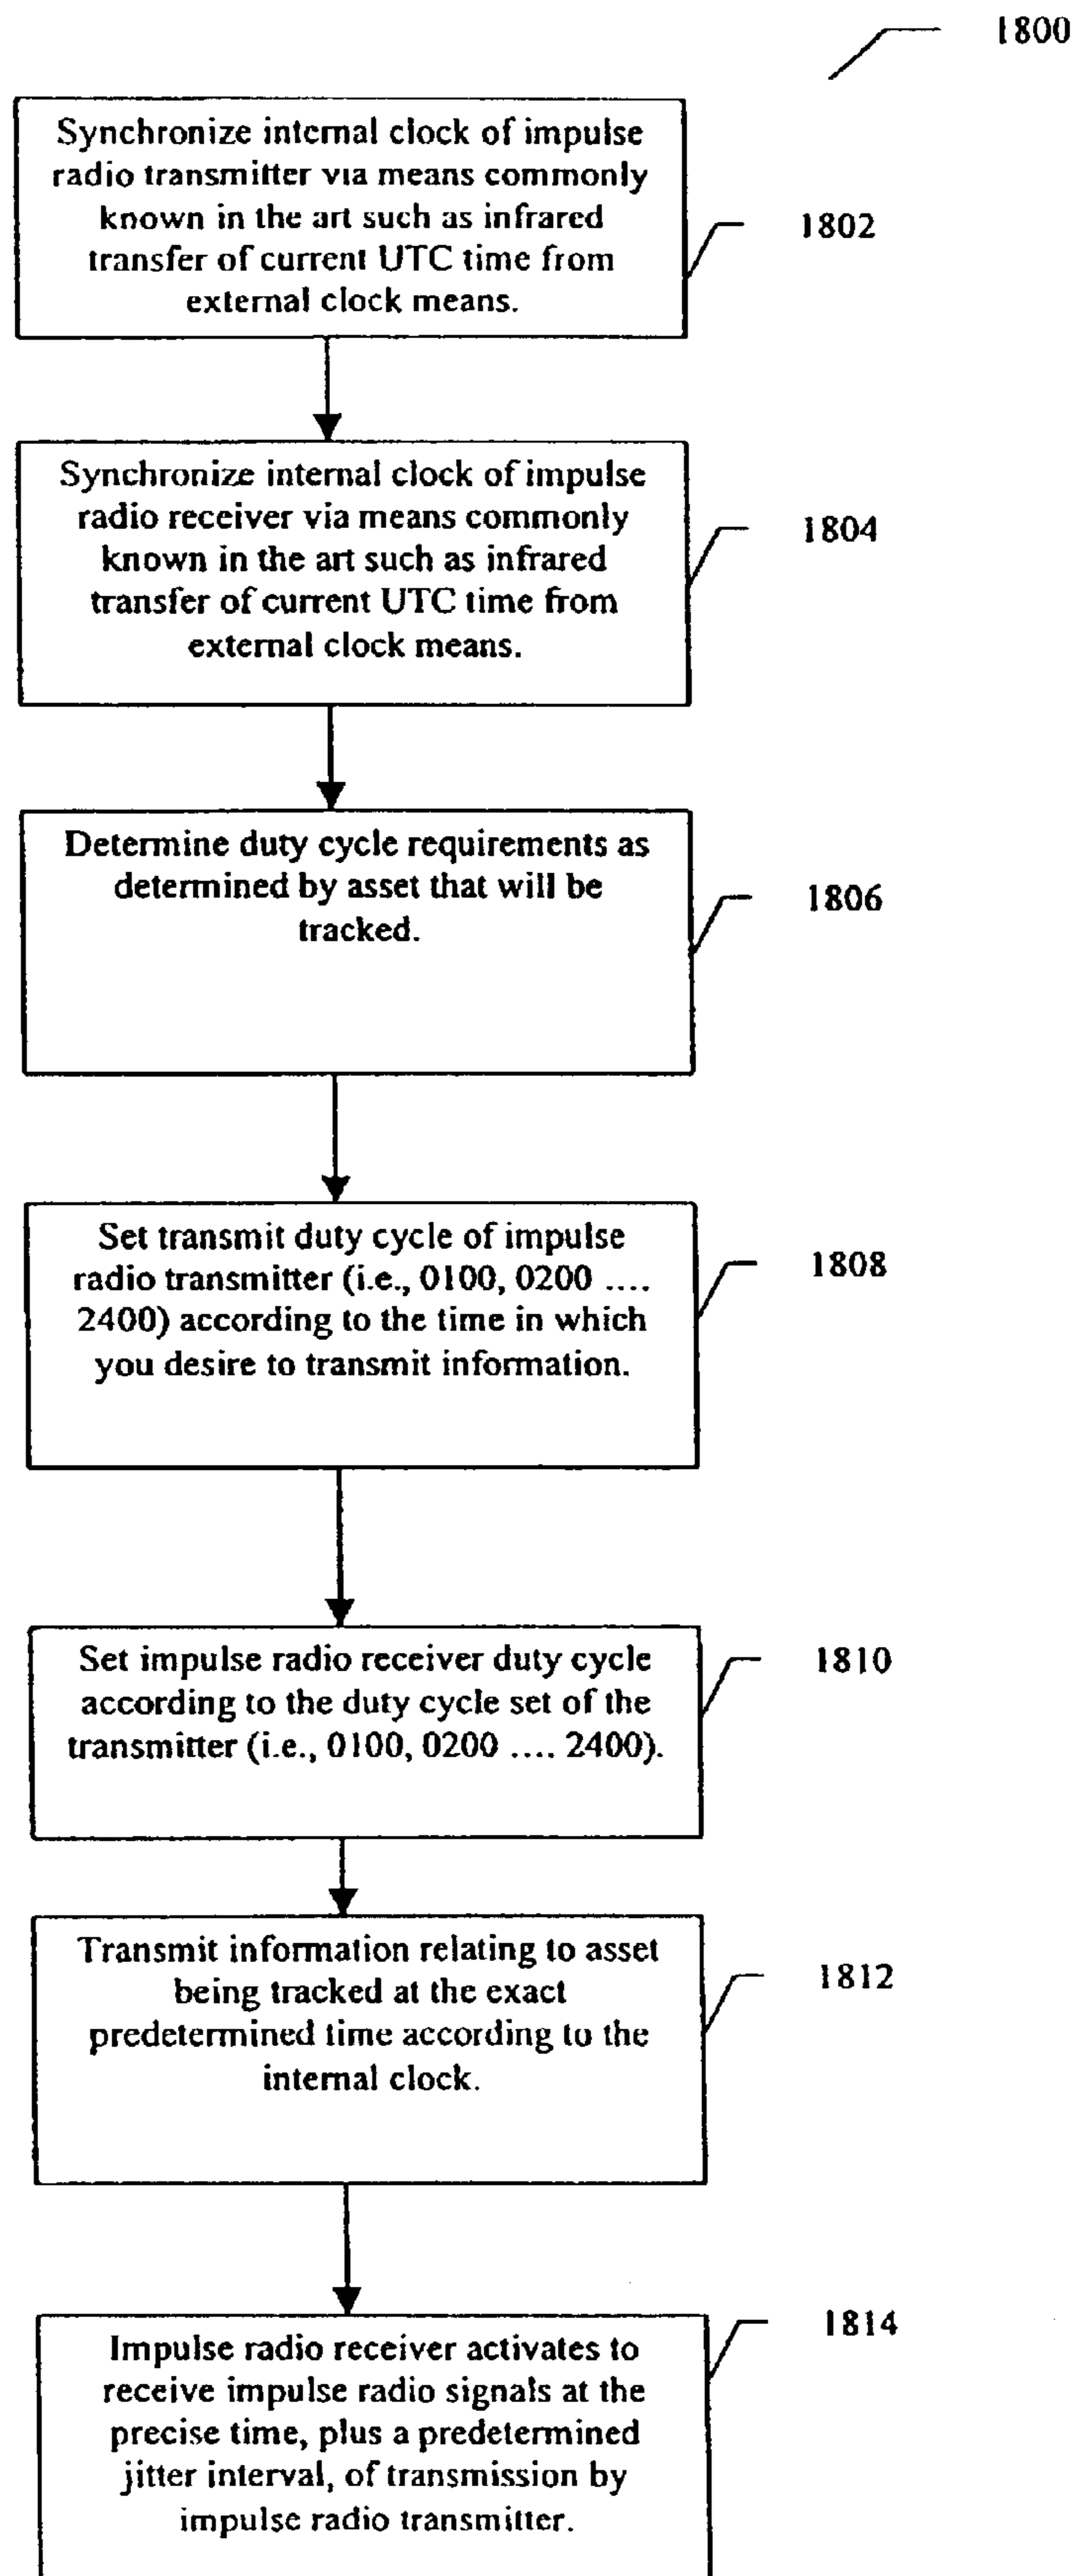 1800
Synchronize internal clock of impulse
radio transmitter via means commonly
known in the art such as infrared
transfer of current UTC time from
external clock means.
1802
Synchronize internal clock of impulse
radio receiver via means commonly
known in the art such as infrared
transfer of current UTC time from
external clock means.
1804
Determine duty cycle requirements as
determined by asset that will be
tracked.
1806
Set transmit duty cycle of impulse
radio transmitter (i.e., 0100, 0200 ....
2400) according to the time in which
you desire to transmit information.
1808
Set impulse radio receiver duty cycle
according to the duty cycle set of the
transmitter (i.e., 0100, 0200 .... 2400).
1810
Transmit information relating to asset
being tracked at the exact
predetermined time according to the
internal clock.
1812
Impulse radio receiver activates to
receive impulse radio signals at the
precise time, plus a predetermined
jitter interval, of transmission by
impulse radio transmitter.
1814